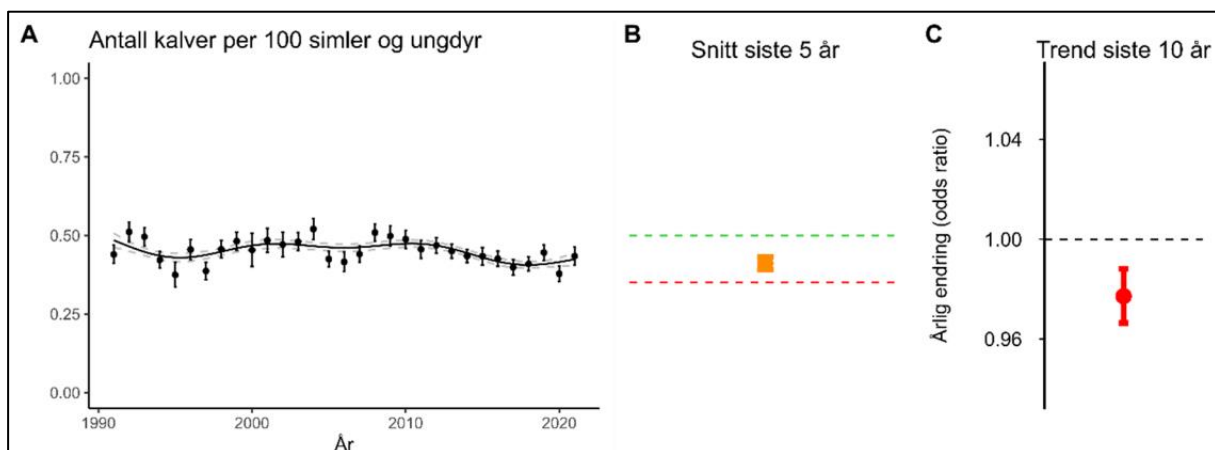 A
Antall kalver per 100 simler og ungdyr
1.00
0.75
0.50
0.25
0.00
1990
2000
2010
2020
År
B
Snitt siste 5 år
C
Trend siste 10 år
Årlig endring (odds ratio)
1.04
1.00
0.96